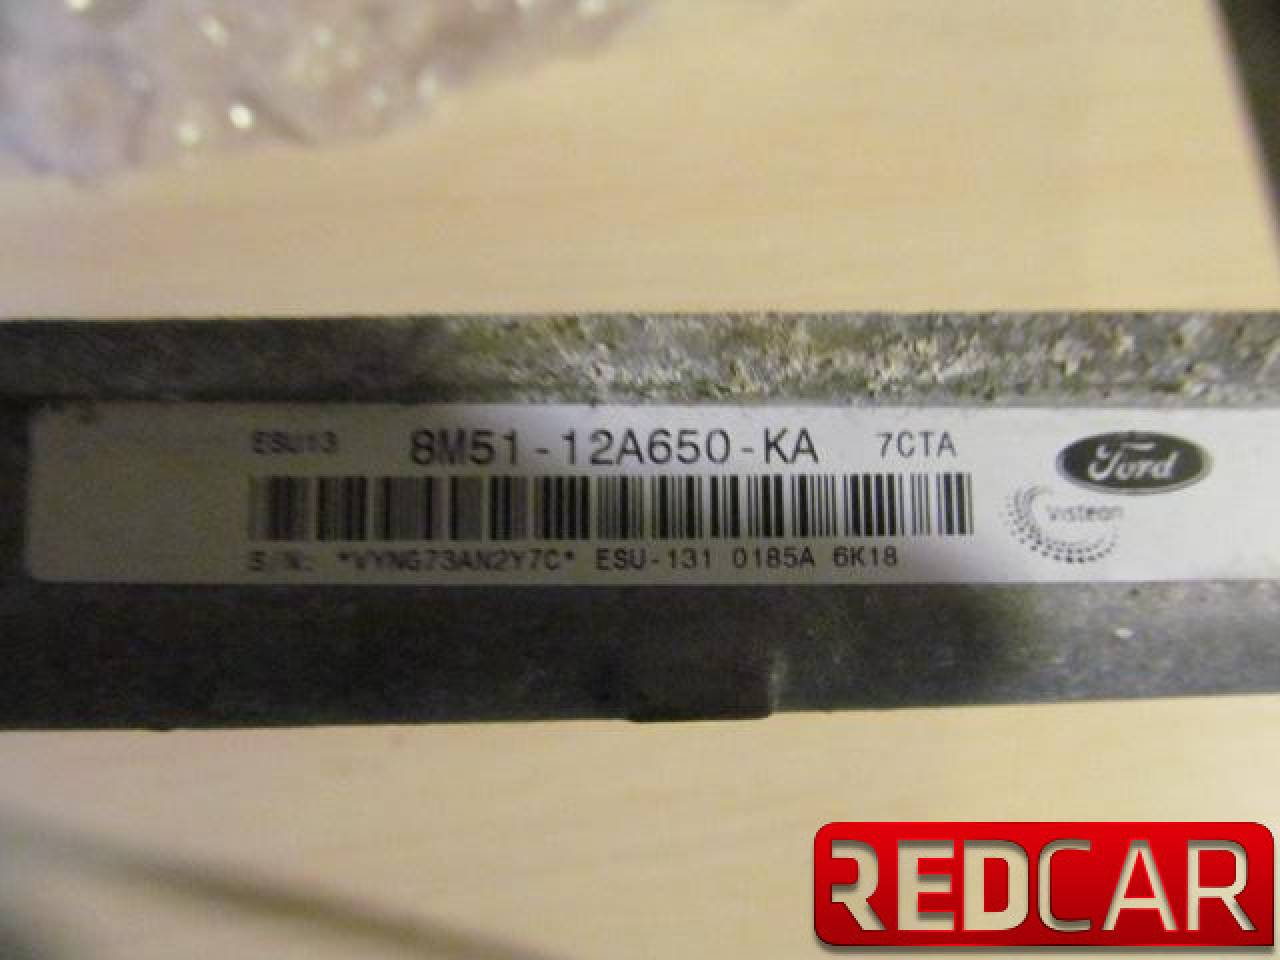 ESU13 8M51-12A650-KA 7CTA
Ford
Visteon
S/N: *VYNG73AN2Y7C* ESU-131 0185A 6K18
REDCAR